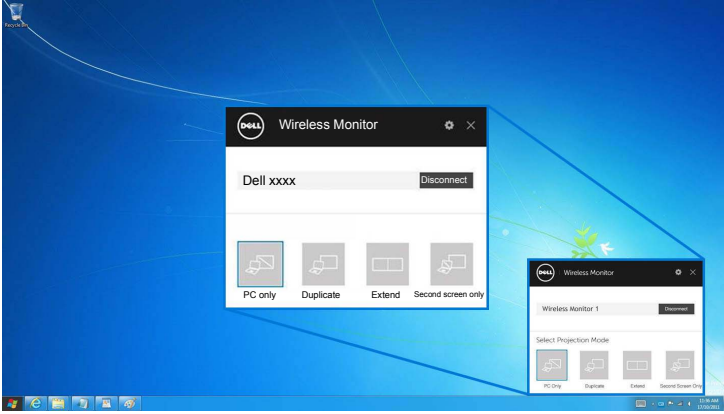 Recycle Bin
DELL Wireless Monitor
Dell xxxx Disconnect
PC only Duplicate Extend Second screen only
DELL Wireless Monitor
Wireless Monitor 1 Disconnect
Select Projection Mode
PC Only Duplicate Extend Second Screen Only